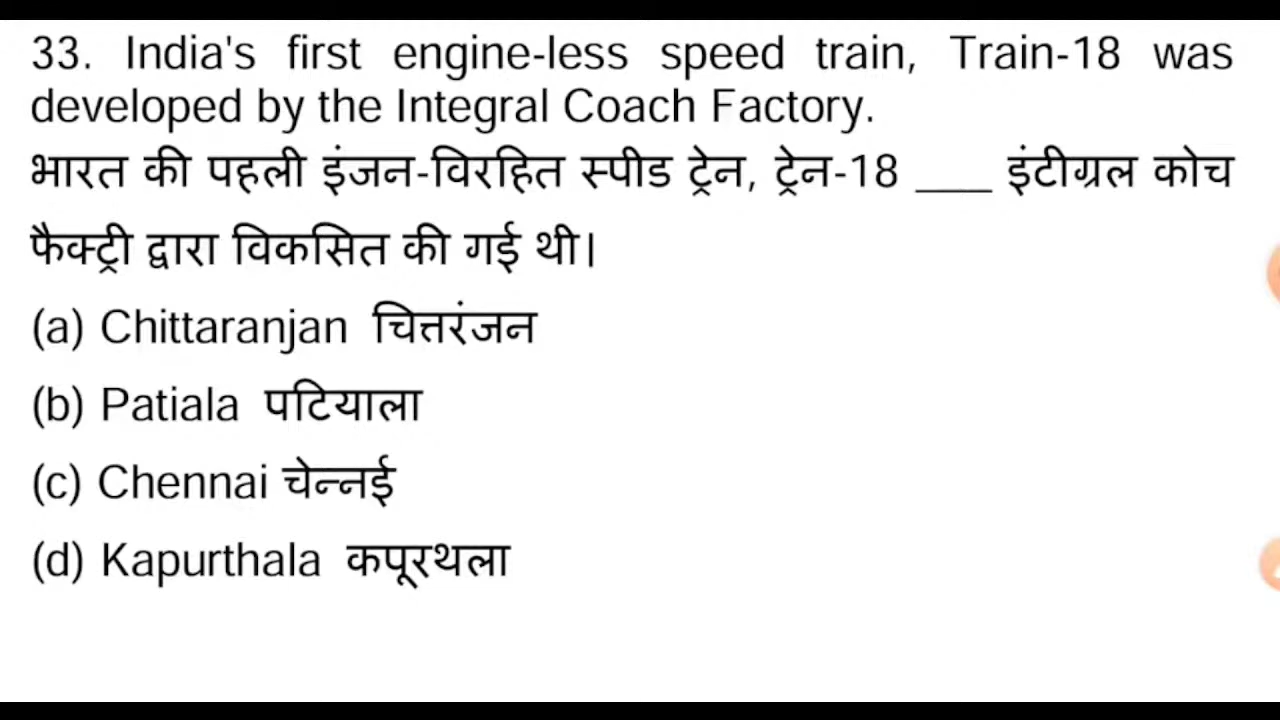 33. India's first engine-less speed train, Train-18 was
developed by the Integral Coach Factory.
भारत की पहली इंजन-विरहित स्पीड ट्रेन, ट्रेन-18 ____ इंटीग्रल कोच
फैक्ट्री द्वारा विकसित की गई थी।
(a) Chittaranjan चित्तरंजन
(b) Patiala पटियाला
(c) Chennai चेन्नई
(d) Kapurthala कपूरथला